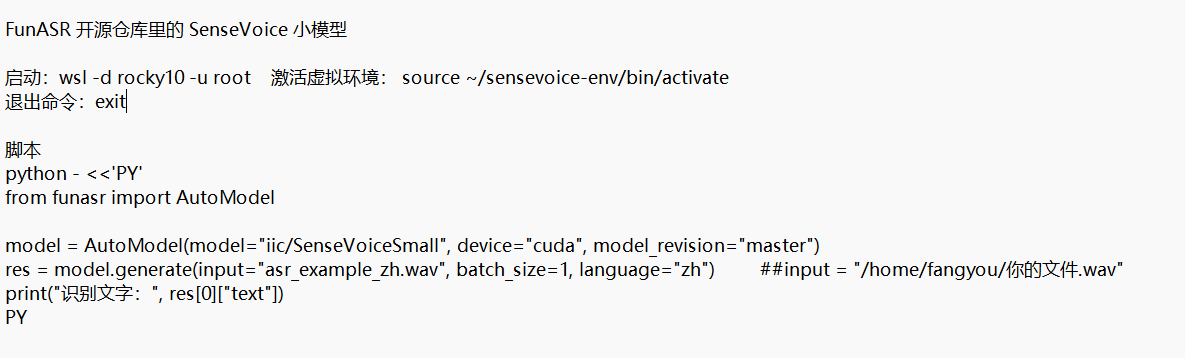 FunASR 开源仓库里的 SenseVoice 小模型
启动：wsl -d rocky10 -u root    激活虚拟环境： source ~/sensevoice-env/bin/activate
退出命令：exit
脚本
python - <<'PY'
from funasr import AutoModel
model = AutoModel(model="iic/SenseVoiceSmall", device="cuda", model_revision="master")
res = model.generate(input="asr_example_zh.wav", batch_size=1, language="zh")        ##input = "/home/fangyou/你的文件.wav"
print("识别文字：", res[0]["text"])
PY